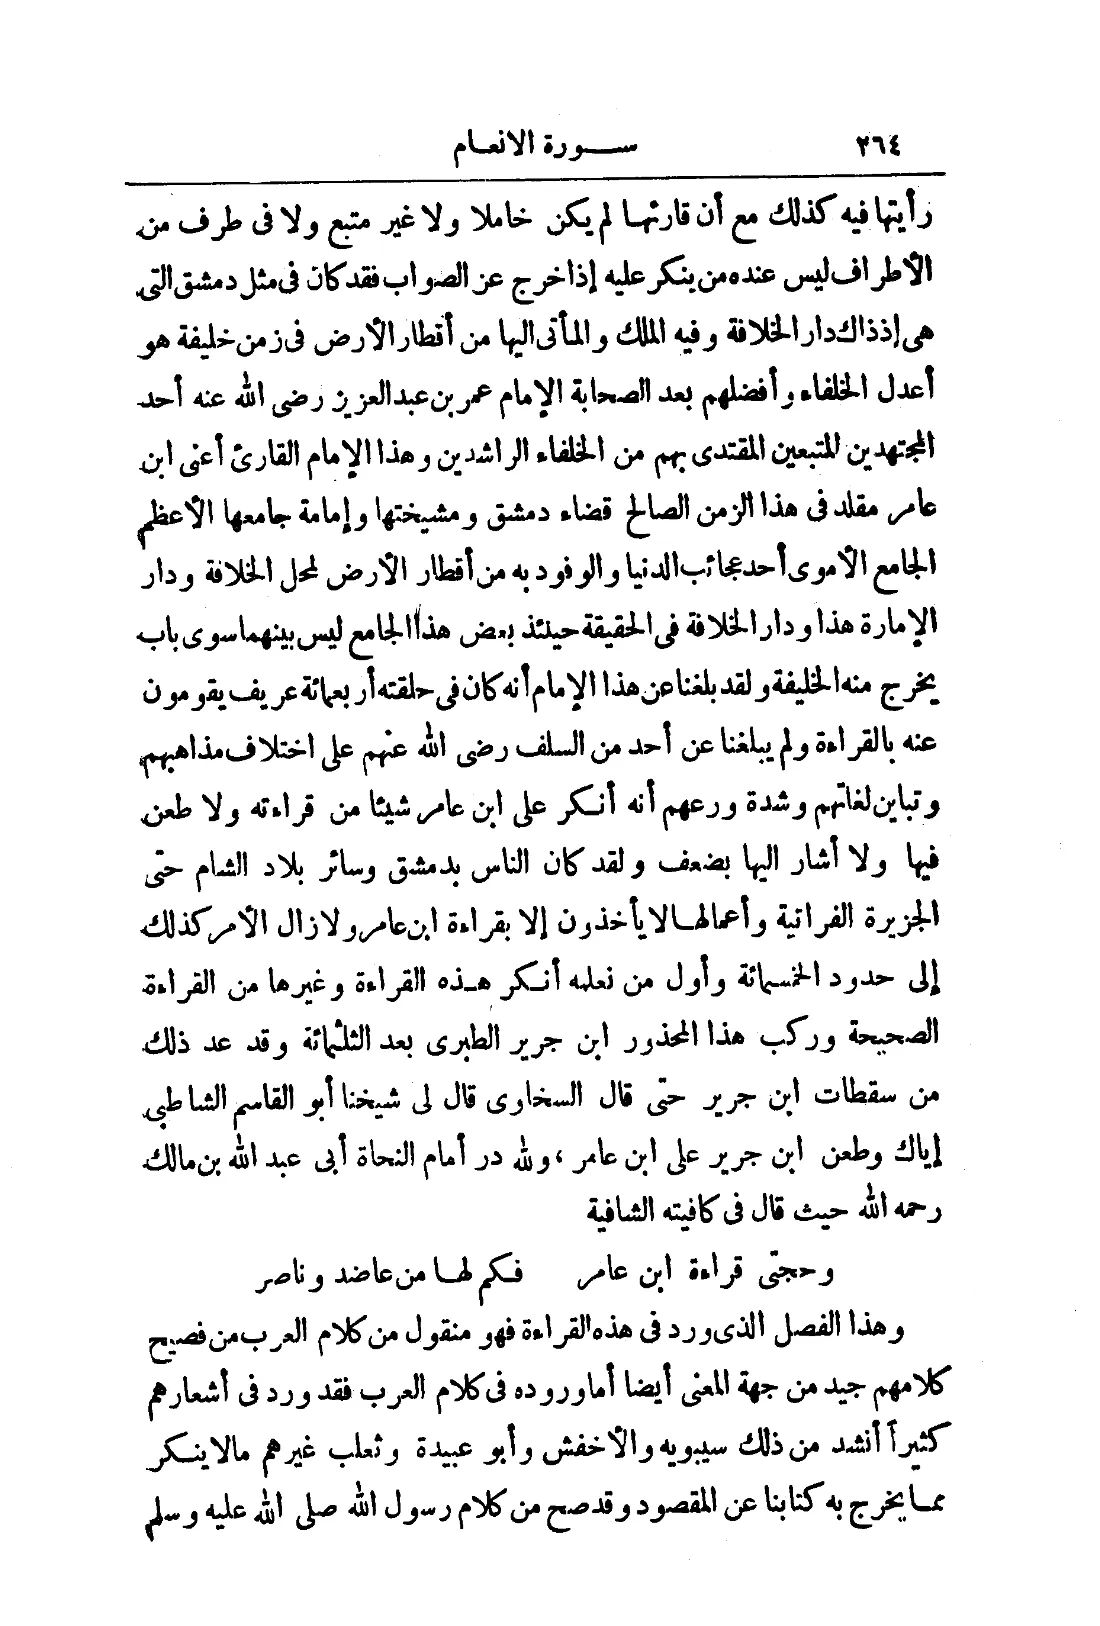 ٢٦٤ سورة الانعام
رأيتها فيه كذلك مع أن قارئها لم يكن خاملا ولا غير متبع ولا فى طرف من
الأطراف ليس عنده من ينكر عليه إذا خرج عن الصواب فقد كان فى مثل دمشق التى
هى إذ ذاك دار الخلافة وفيه الملك والمأتى اليها من أقطار الأرض فى زمن خليفة هو
أعدل الخلفاء وأفضلهم بعد الصحابة الإمام عمر بن عبد العزيز رضى الله عنه أحد
المجتهدين المتبعين المقتدى بهم من الخلفاء الراشدين وهذا الإمام القارئ أعنى ابن
عامر مقلد فى هذا الزمن الصالح قضاء دمشق ومشيختها وإمامة جامعها الأعظم
الجامع الأموى أحد عجائب الدنيا والوفود به من أقطار الأرض لمحل الخلافة ودار
الإمارة هذا ودار الخلافة فى الحقيقة حينئذ بعض هذا الجامع ليس بينهما سوى باب
يخرج منه الخليفة ولقد بلغنا عن هذا الإمام أنه كان فى حلقته أربعمائة عريف يقومون
عنه بالقراءة ولم يبلغنا عن أحد من السلف رضى الله عنهم على اختلاف مذاهبهم
وتباين لغاتهم وشدة ورعهم أنه أنكر على ابن عامر شيئا من قراءته ولا طعن
فيها ولا أشار اليها بضعف ولقد كان الناس بدمشق وسائر بلاد الشام حتى
الجزيرة الفراتية وأعمالها لا يأخذون إلا بقراءة ابن عامر ولا زال الأمر كذلك
إلى حدود الخمسمائة وأول من نعلمه أنكر هذه القراءة وغيرها من القراءة
الصحيحة وركب هذا المحذور ابن جرير الطبرى بعد الثلثمائة وقد عد ذلك
من سقطات ابن جرير حتى قال السخاوى قال لى شيخنا أبو القاسم الشاطبى
إياك وطعن ابن جرير على ابن عامر، ولله در أمام النحاة أبى عبد الله بن مالك
رحمه الله حيث قال فى كافيته الشافية
وحجتى قراءة ابن عامر فكم لها من عاضد وناصر
وهذا الفصل الذى ورد فى هذه القراءة فهو منقول من كلام العرب من فصيح
كلامهم جيد من جهة المعنى أيضا أما وروده فى كلام العرب فقد ورد فى أشعارهم
كثيراً أنشد من ذلك سيبويه والأخفش وأبو عبيدة وثعلب غيرهم مالا ينكر
مما يخرج به كتابنا عن المقصود وقد صح من كلام رسول الله صلى الله عليه وسلم